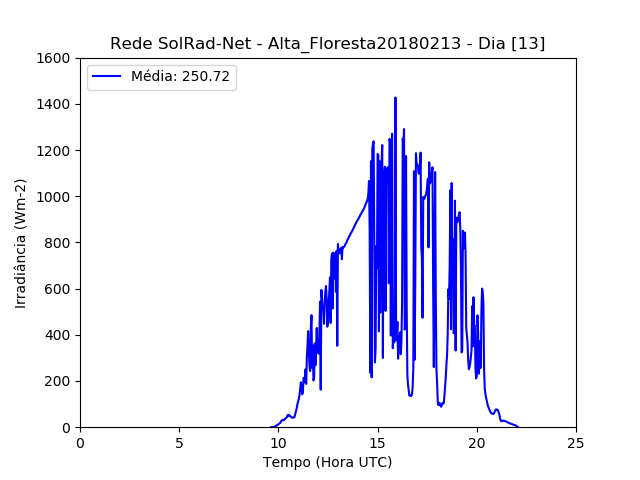 Rede SolRad-Net - Alta_Floresta20180213 - Dia [13]
Média: 250.72
1600
1400
1200
1000
800
600
400
200
0
Irradiância (Wm-2)
0 5 10 15 20 25
Tempo (Hora UTC)